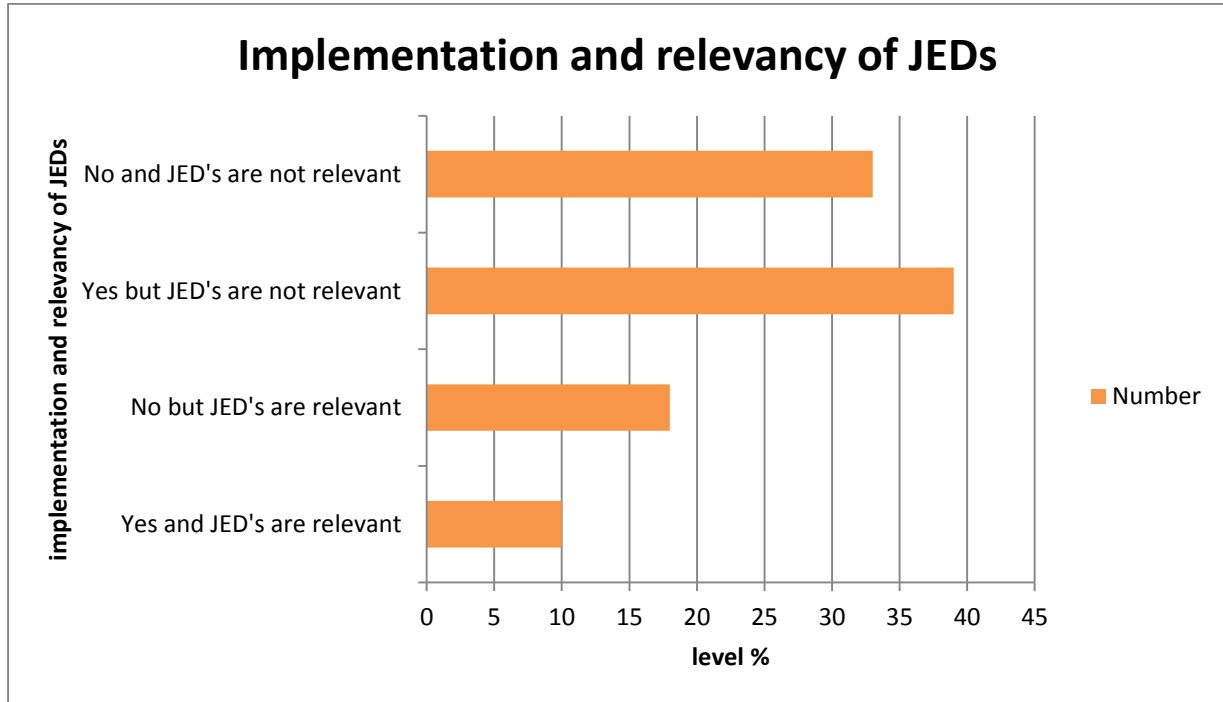 Implementation and relevancy of JEDs
implementation and relevancy of JEDs
No and JED's are not relevant
Yes but JED's are not relevant
No but JED's are relevant
Yes and JED's are relevant
0 5 10 15 20 25 30 35 40 45
level %
Number